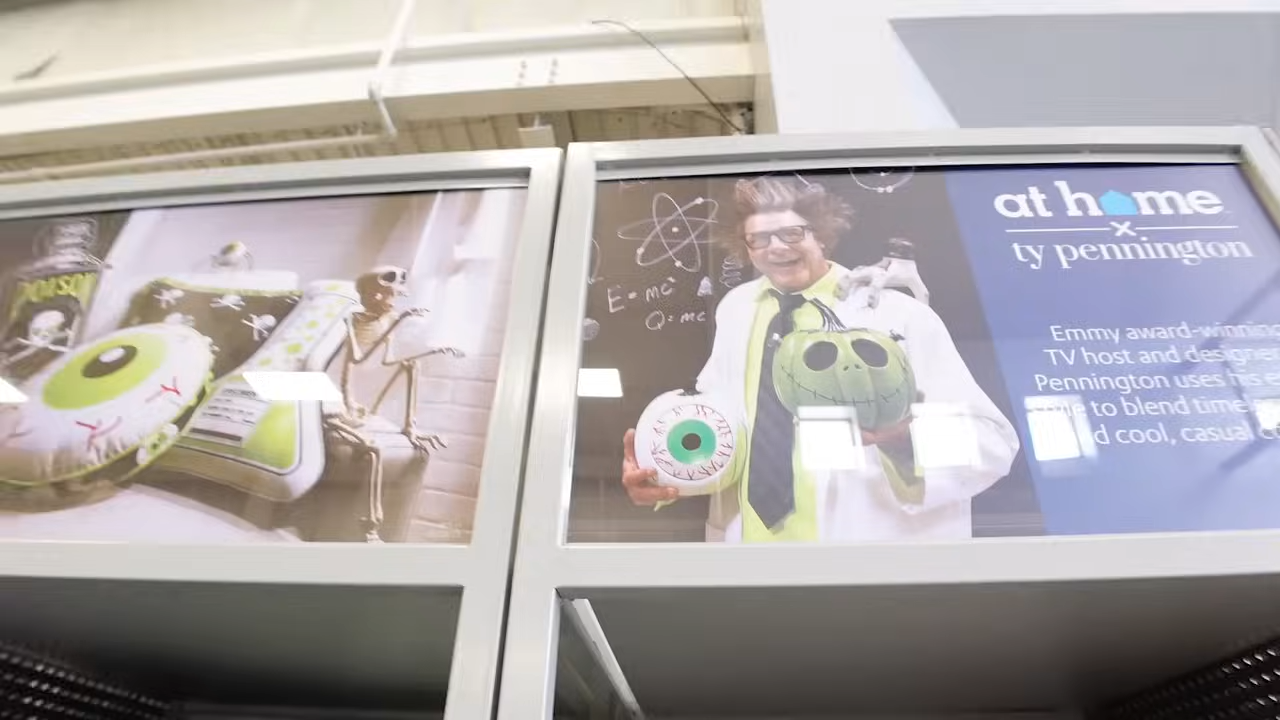 POISON
E=mc²
Q=mc
at home
x
ty pennington
Emmy award-winning
TV host and designer
Pennington uses his
to blend time
cool, casual